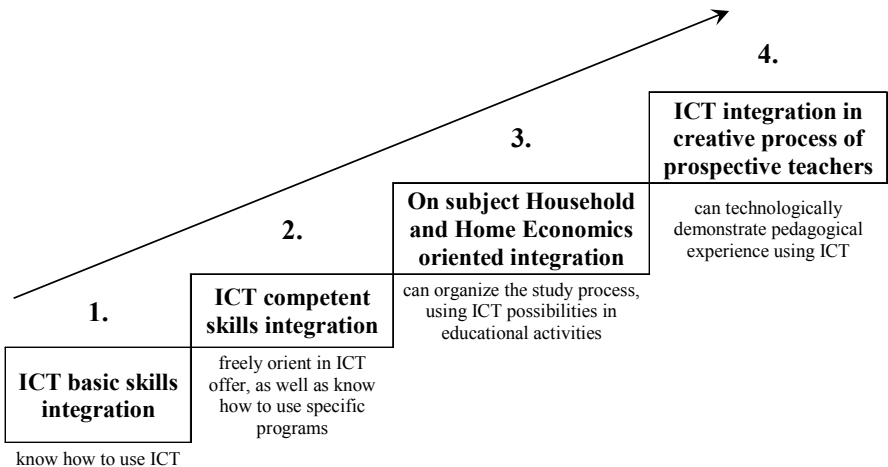 1.
ICT basic skills
integration
know how to use ICT
2.
ICT competent
skills integration
freely orient in ICT
offer, as well as know
how to use specific
programs
3.
On subject Household
and Home Economics
oriented integration
can organize the study process,
using ICT possibilities in
educational activities
4.
ICT integration in
creative process of
prospective teachers
can technologically
demonstrate pedagogical
experience using ICT